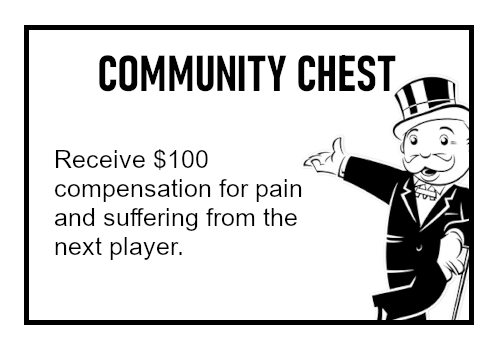 COMMUNITY CHEST
Receive $100
compensation for pain
and suffering from the
next player.